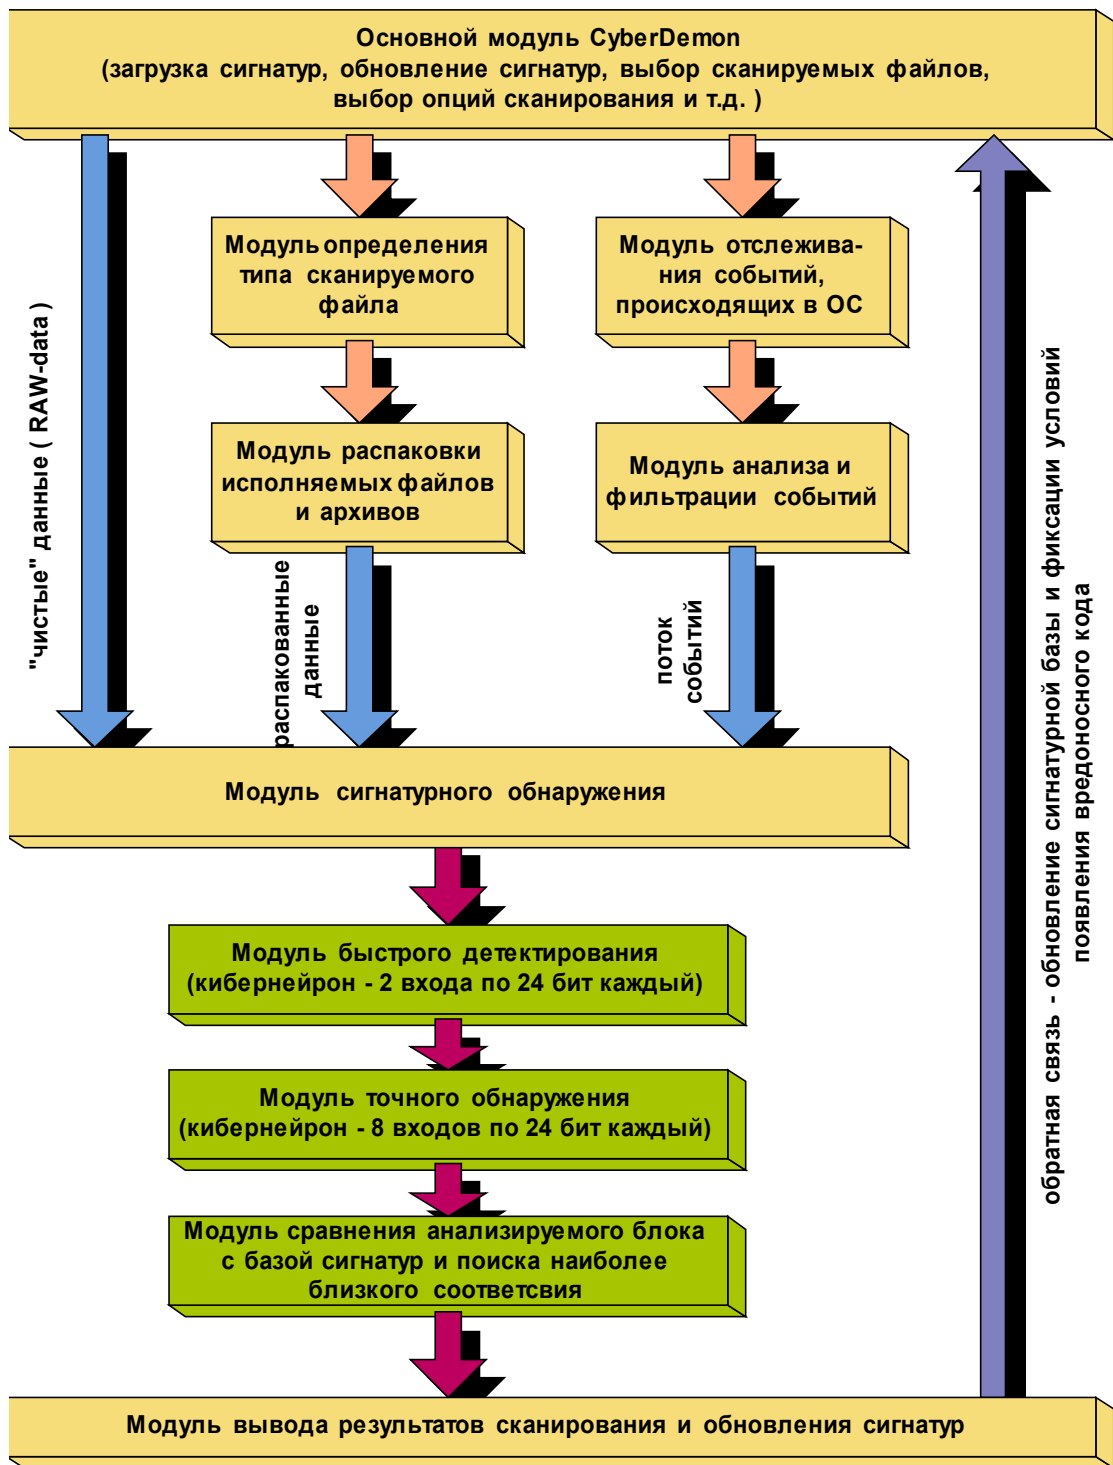 Основной модуль CyberDemon
(загрузка сигнатур, обновление сигнатур, выбор сканируемых файлов,
выбор опций сканирования и т.д. )
Модуль определения
типа сканируемого
файла
Модуль отслежива-
ния событий,
происходящих в ОС
"чистые" данные ( RAW-data )
Модуль распаковки
исполняемых файлов
и архивов
Модуль анализа и
фильтрации событий
распакованные
данные
поток
событий
обратная связь - обновление сигнатурной базы и фиксации условий
появления вредоносного кода
Модуль сигнатурного обнаружения
Модуль быстрого детектирования
(кибернейрон - 2 входа по 24 бит каждый)
Модуль точного обнаружения
(кибернейрон - 8 входов по 24 бит каждый)
Модуль сравнения анализируемого блока
с базой сигнатур и поиска наиболее
близкого соответсвия
Модуль вывода результатов сканирования и обновления сигнатур